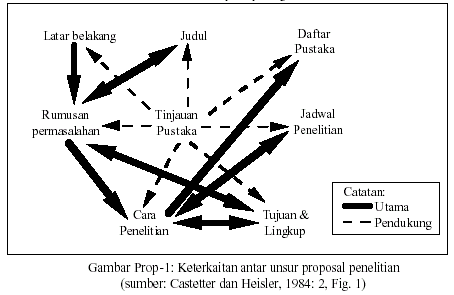 Latar belakang
Judul
Daftar
Pustaka
Rumusan
permasalahan
Tinjauan
Pustaka
Jadwal
Penelitian
Cara
Penelitian
Tujuan &
Lingkup
Catatan:
Utama
Pendukung
Gambar Prop-1: Keterkaitan antar unsur proposal penelitian
(sumber: Castetter dan Heisler, 1984: 2, Fig. 1)